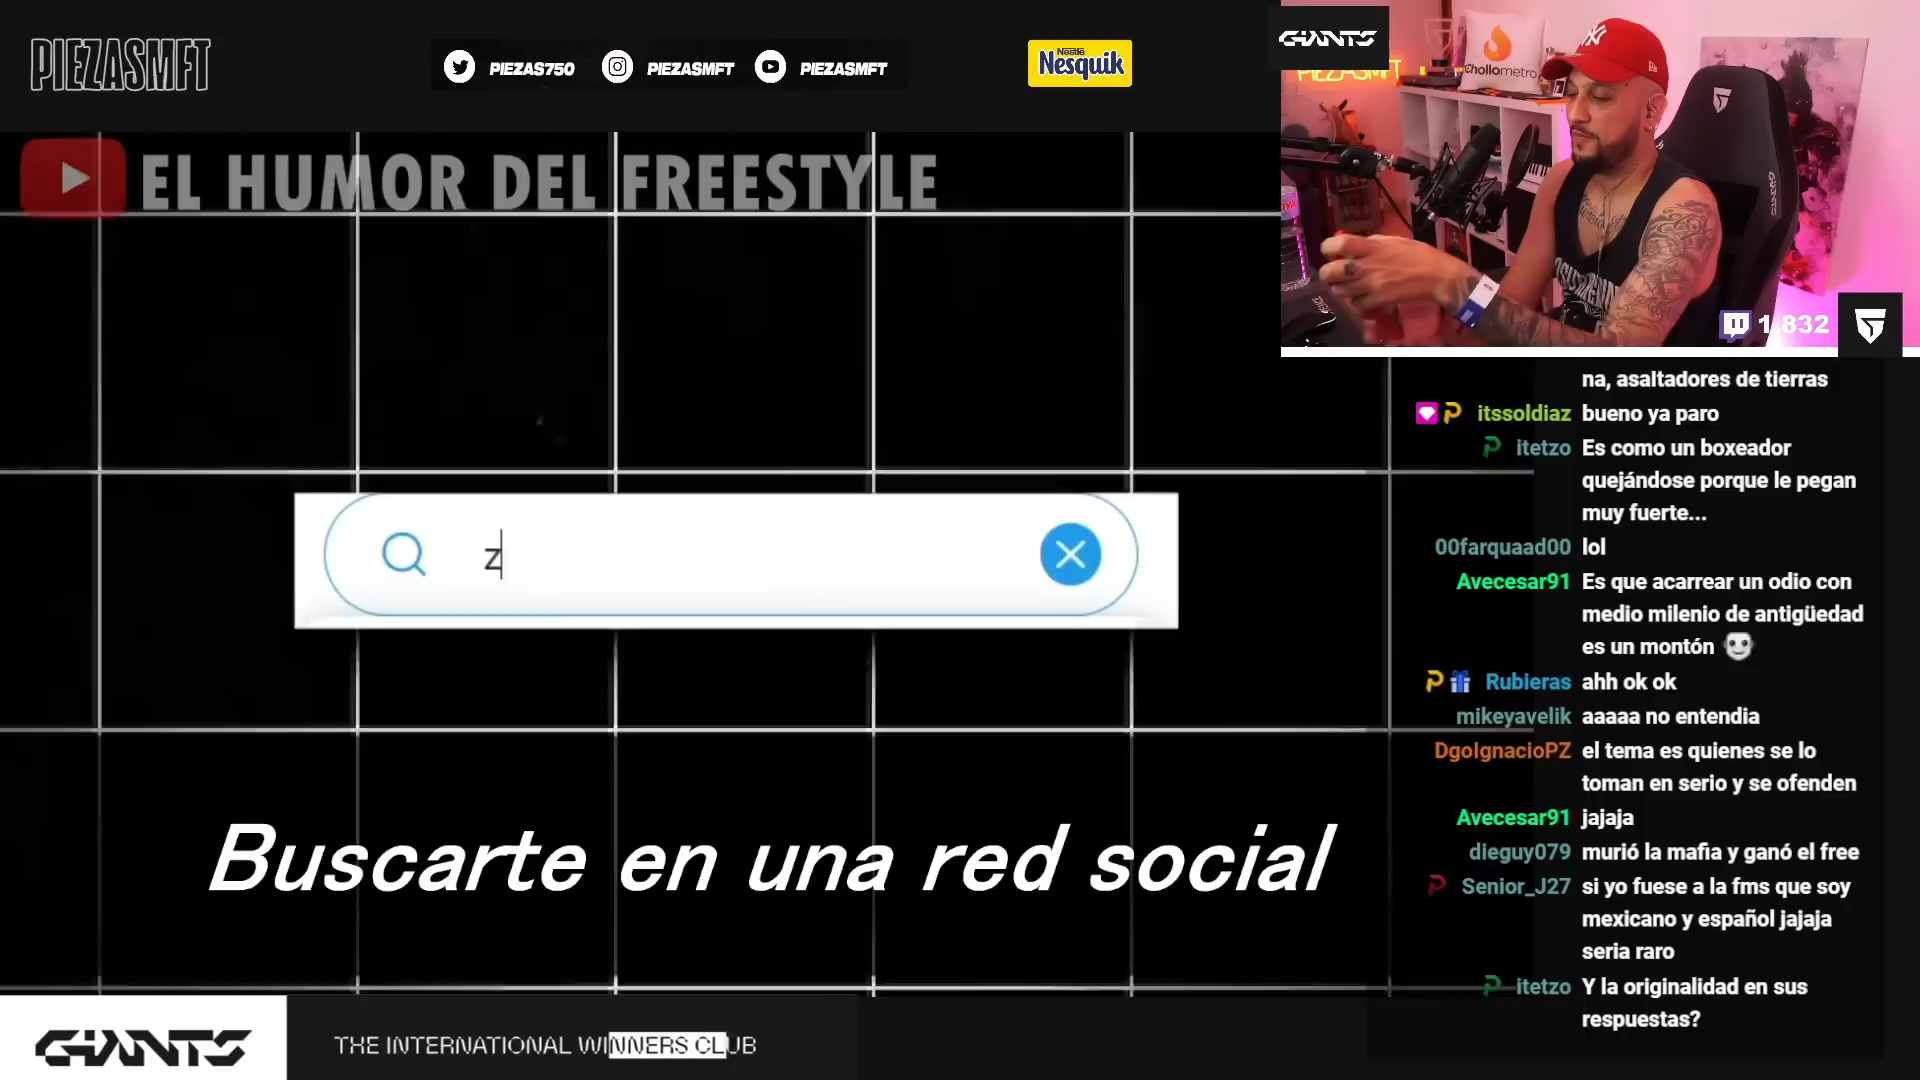 PIEZASMFT
PIEZAS750
PIEZASMFT
PIEZASMFT
Nestlé
Nesquik
GIANTS
PIEZASMFT
chollometro
EL HUMOR DEL FREESTYLE
1,832
z
Buscarte en una red social
na, asaltadores de tierras
itssoldiaz bueno ya paro
itetzo Es como un boxeador
quejándose porque le pegan
muy fuerte...
00farquaad00 lol
Avecesar91 Es que acarrear un odio con
medio milenio de antigüedad
es un montón
Rubieras ahh ok ok
mikeyavelik aaaaa no entendia
DgoIgnacioPZ el tema es quienes se lo
toman en serio y se ofenden
Avecesar91 jajaja
dieguy079 murió la mafia y ganó el free
Senior_J27 si yo fuese a la fms que soy
mexicano y español jajaja
seria raro
itetzo Y la originalidad en sus
respuestas?
GIANTS
THE INTERNATIONAL WINNERS CLUB